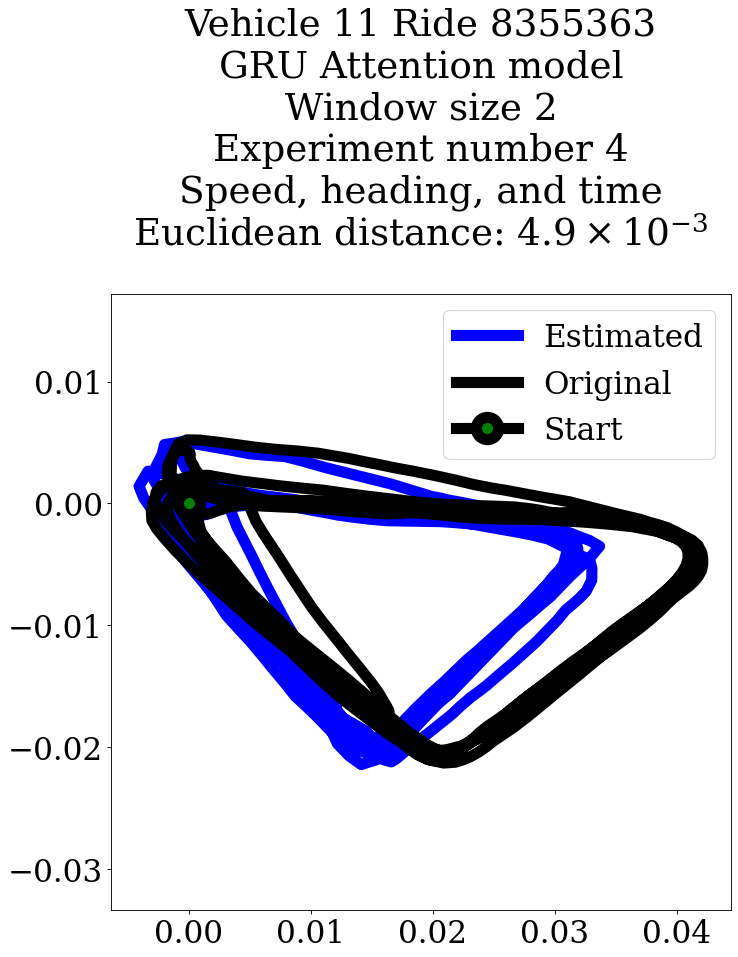 Vehicle 11 Ride 8355363
GRU Attention model
Window size 2
Experiment number 4
Speed, heading, and time
Euclidean distance: 4.9 × 10⁻³
Estimated
Original
Start
0.01
0.00
−0.01
−0.02
−0.03
0.00 0.01 0.02 0.03 0.04